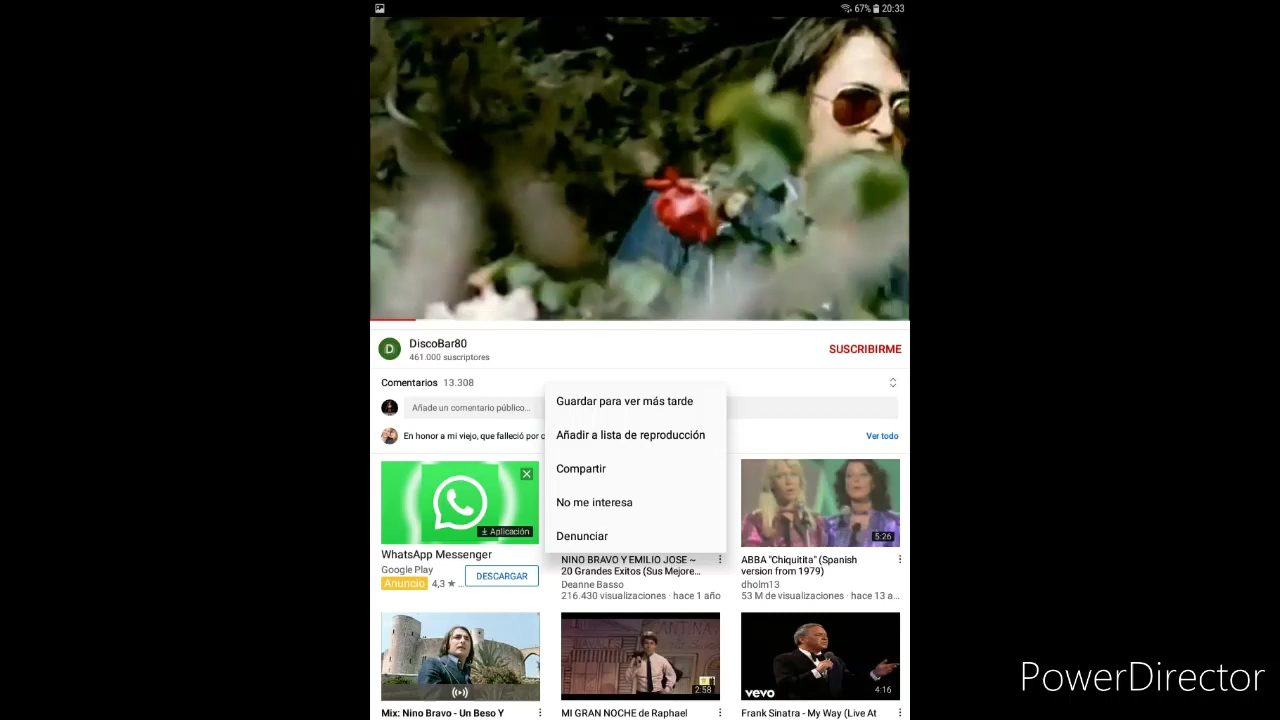 67% 20:33
DiscoBar80
461.000 suscriptores
SUSCRIBIRME
Comentarios 13.308
Añade un comentario público...
En honor a mi viejo, que falleció por
Ver todo
Guardar para ver más tarde
Añadir a lista de reproducción
Compartir
No me interesa
Denunciar
Aplicación
WhatsApp Messenger
Google Play
Anuncio 4,3 ★ ...
DESCARGAR
NINO BRAVO Y EMILIO JOSE ~
20 Grandes Exitos (Sus Mejore...
Deanne Basso
216.430 visualizaciones · hace 1 año
5:26
ABBA "Chiquitita" (Spanish
version from 1979)
dholm13
53 M de visualizaciones · hace 13 a...
Mix: Nino Bravo - Un Beso Y
2:58
MI GRAN NOCHE de Raphael
vevo
4:16
Frank Sinatra - My Way (Live At
PowerDirector